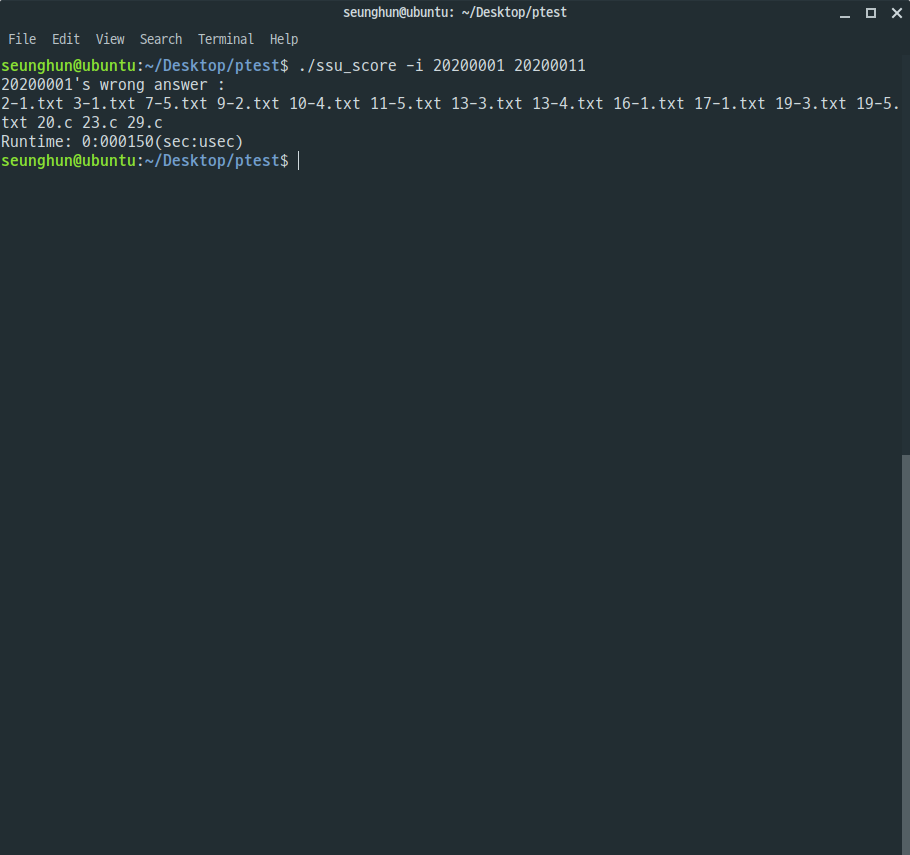 seunghun@ubuntu: ~/Desktop/ptest
File Edit View Search Terminal Help
seunghun@ubuntu:~/Desktop/ptest$ ./ssu_score -i 20200001 20200011
20200001's wrong answer :
2-1.txt 3-1.txt 7-5.txt 9-2.txt 10-4.txt 11-5.txt 13-3.txt 13-4.txt 16-1.txt 17-1.txt 19-3.txt 19-5.
txt 20.c 23.c 29.c
Runtime: 0:000150(sec:usec)
seunghun@ubuntu:~/Desktop/ptest$